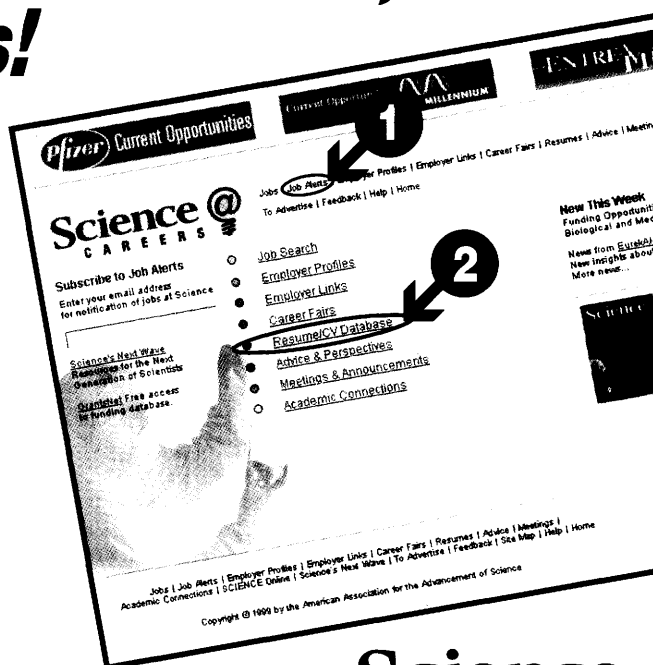 s!
Pfizer Current Opportunities
Current Opportunities
MILLENNIUM
1
Jobs | Job Alerts | Employer Profiles | Employer Links | Career Fairs | Resumes | Advice |
To Advertise | Feedback | Help | Home
Science @
CAREERS
Subscribe to Job Alerts
Enter your email address
for notification of jobs at Science
Science's Next Wave
Resources for the Next
Generation of Scientists
GrantsNet Free access
to funding database.
Job Search
Employer Profiles
Employer Links
Career Fairs
Resume/CV Database
Advice & Perspectives
Meetings & Announcements
Academic Connections
2
New This Week
Funding
Biological and
News from
New insights
More news...
Science
Jobs | Job Alerts | Employer Profiles | Employer Links | Career Fairs | Resumes | Advice | Meetings |
Academic Connections | SCIENCE Online | Science's Next Wave | To Advertise | Feedback | Site Map | Help | Home
Copyright © 1999 by the American Association for the Advancement of Science
Science